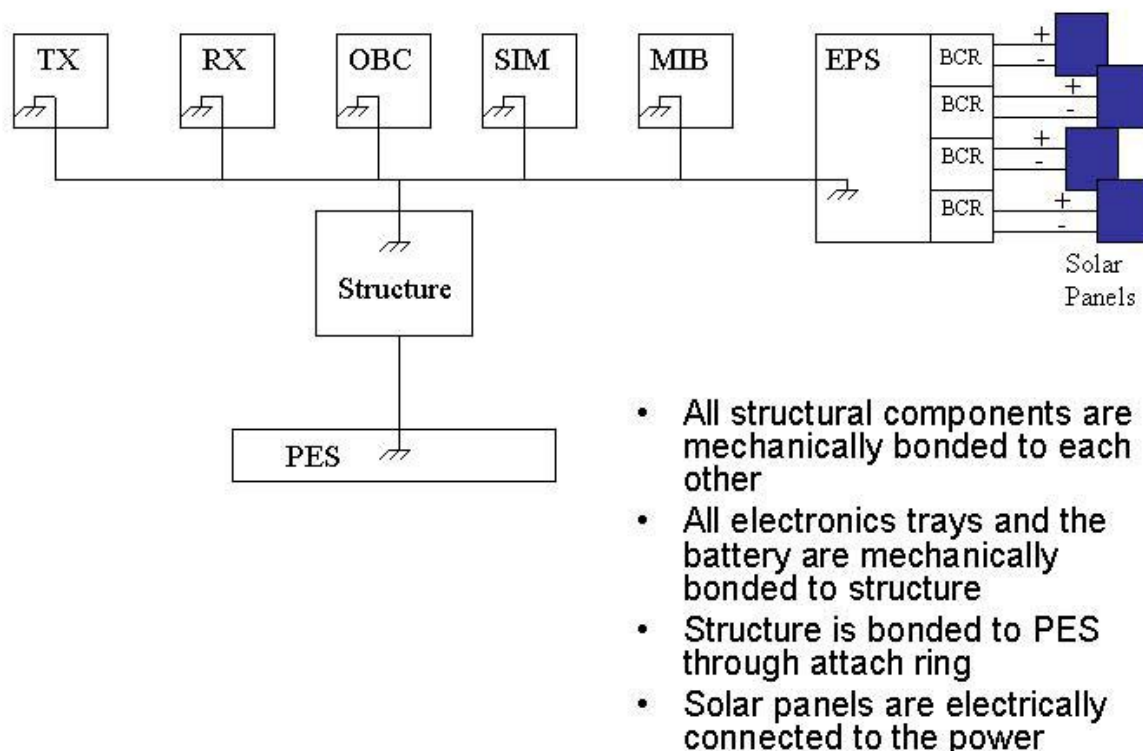 TX RX OBC SIM MIB EPS BCR +
-
BCR +
-
BCR +
-
BCR +
-
Solar
Panels
Structure
PES
• All structural components are
mechanically bonded to each
other
• All electronics trays and the
battery are mechanically
bonded to structure
• Structure is bonded to PES
through attach ring
• Solar panels are electrically
connected to the power